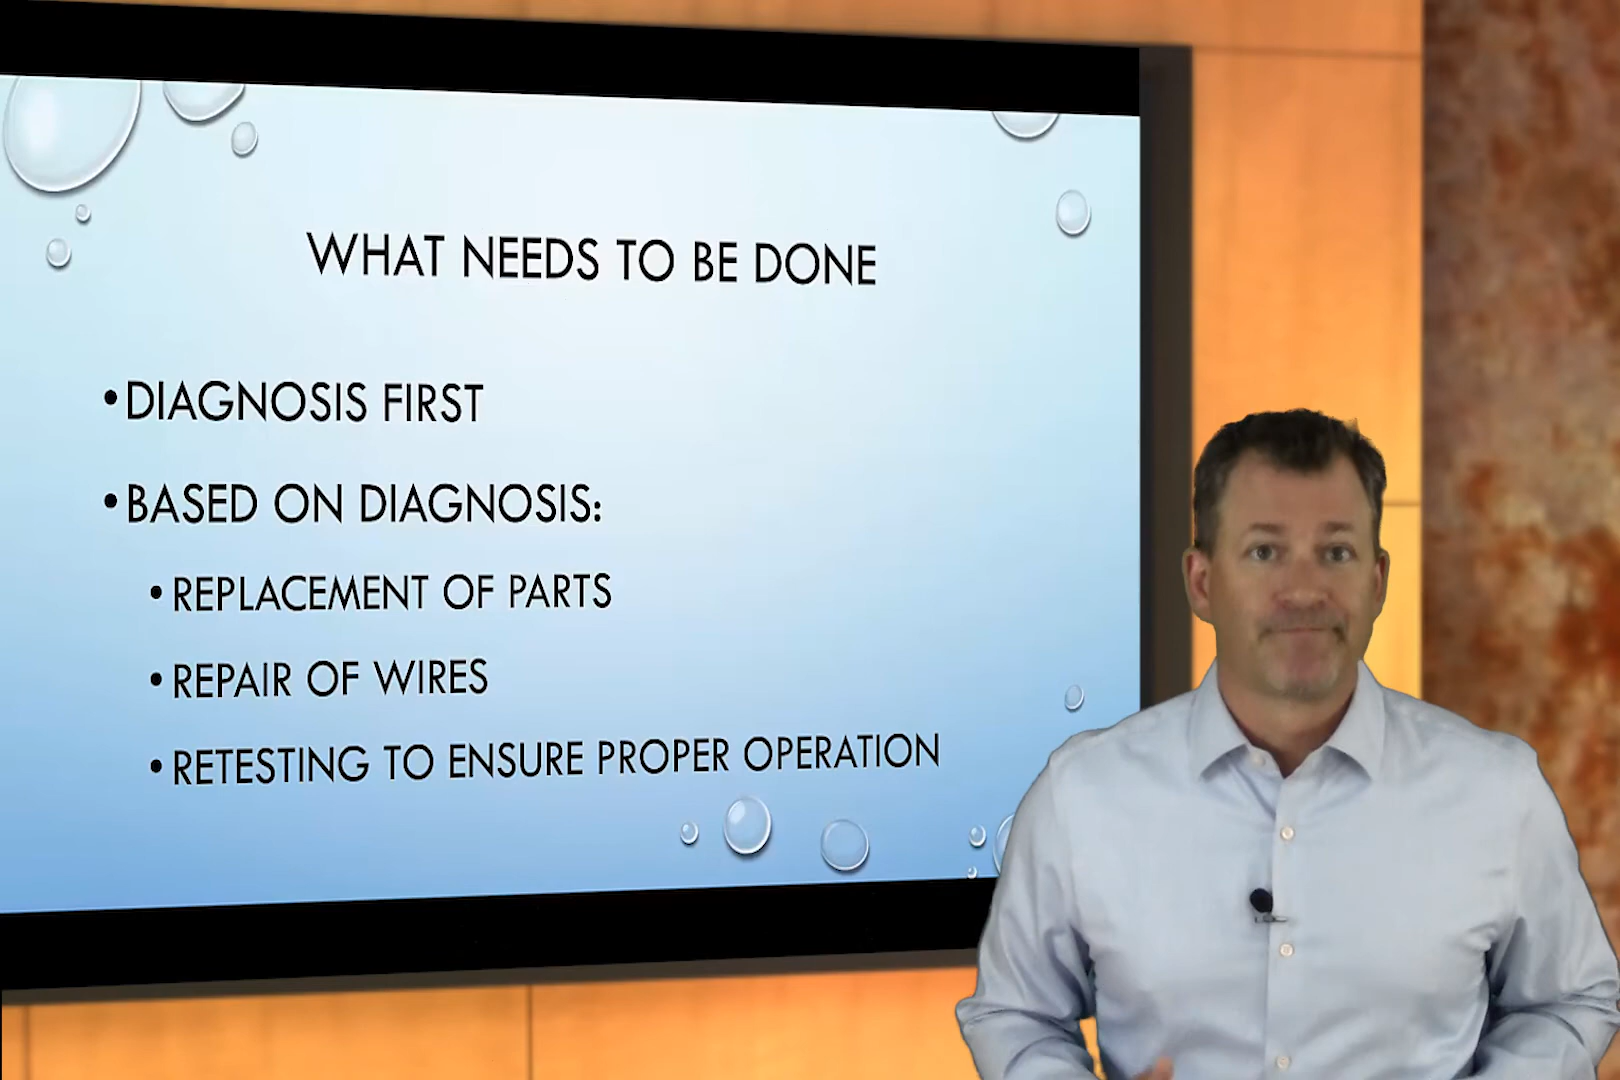 WHAT NEEDS TO BE DONE
•DIAGNOSIS FIRST
•BASED ON DIAGNOSIS:
•REPLACEMENT OF PARTS
•REPAIR OF WIRES
•RETESTING TO ENSURE PROPER OPERATION